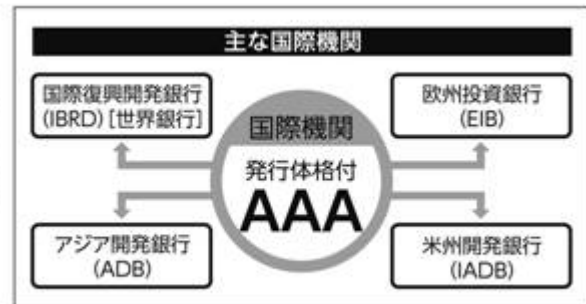 主な国際機関
国際復興開発銀行
(IBRD) [世界銀行]
欧州投資銀行
(EIB)
国際機関
発行体格付
AAA
アジア開発銀行
(ADB)
米州開発銀行
(IADB)